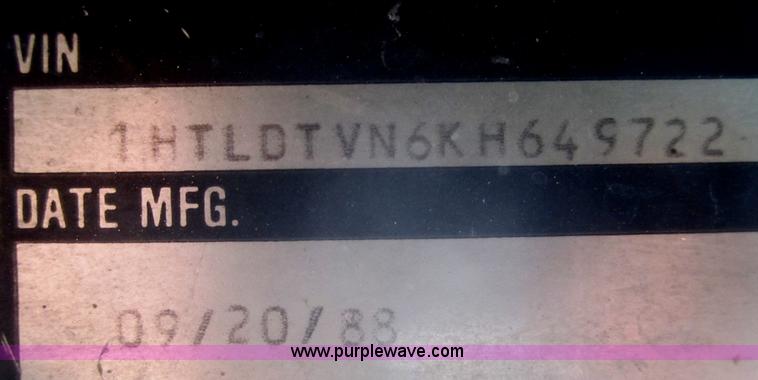 VIN
1HTLDTVN6KH649722
DATE MFG.
09/20/88
www.purplewave.com